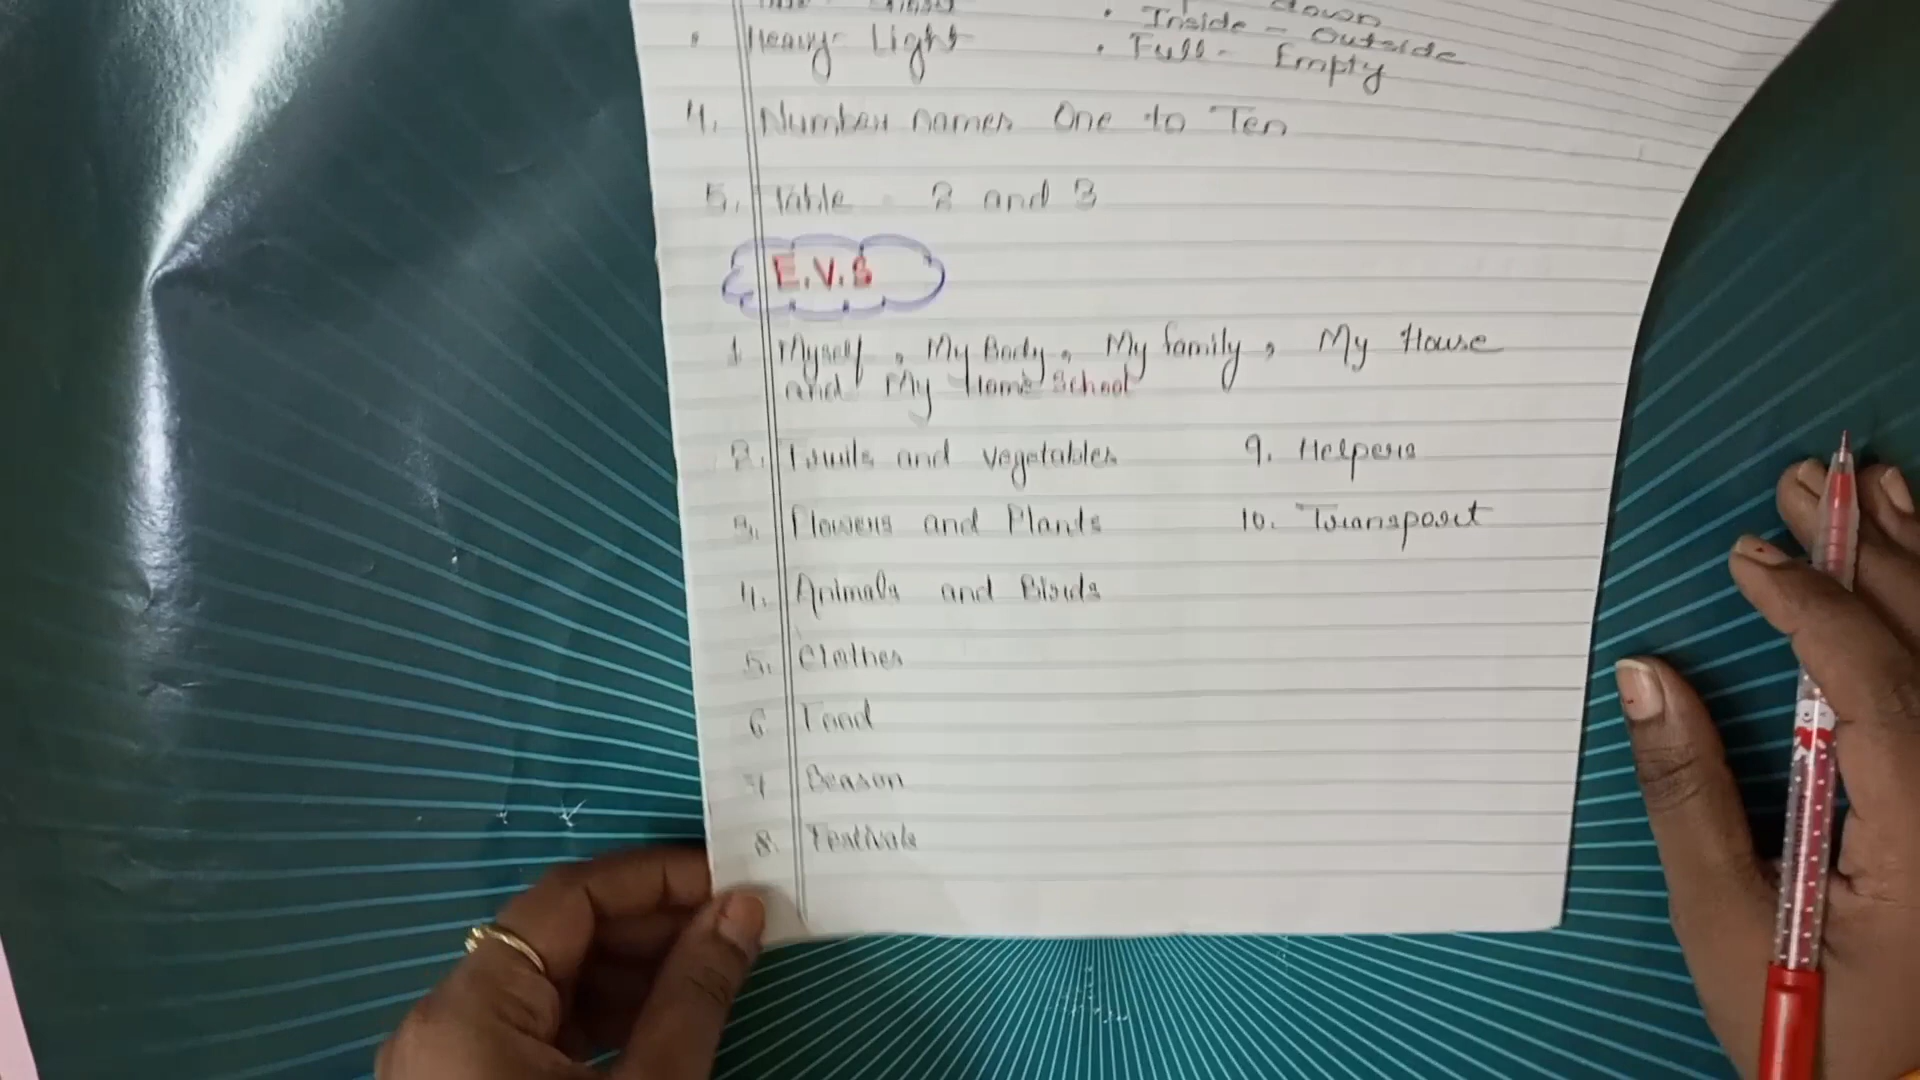 down
• Inside - Outside
• Heavy- Light
• Full - Empty
4. Number names One to Ten
5. Table - 2 and 3
E.V.S
1. Myself, My Body, My family, My House
and My Home School
2. Fruits and vegetables
9. Helpers
3. Flowers and Plants
10. Transport
4. Animals and Birds
5. Clothes
6 Food
7 Season
8. Festivals